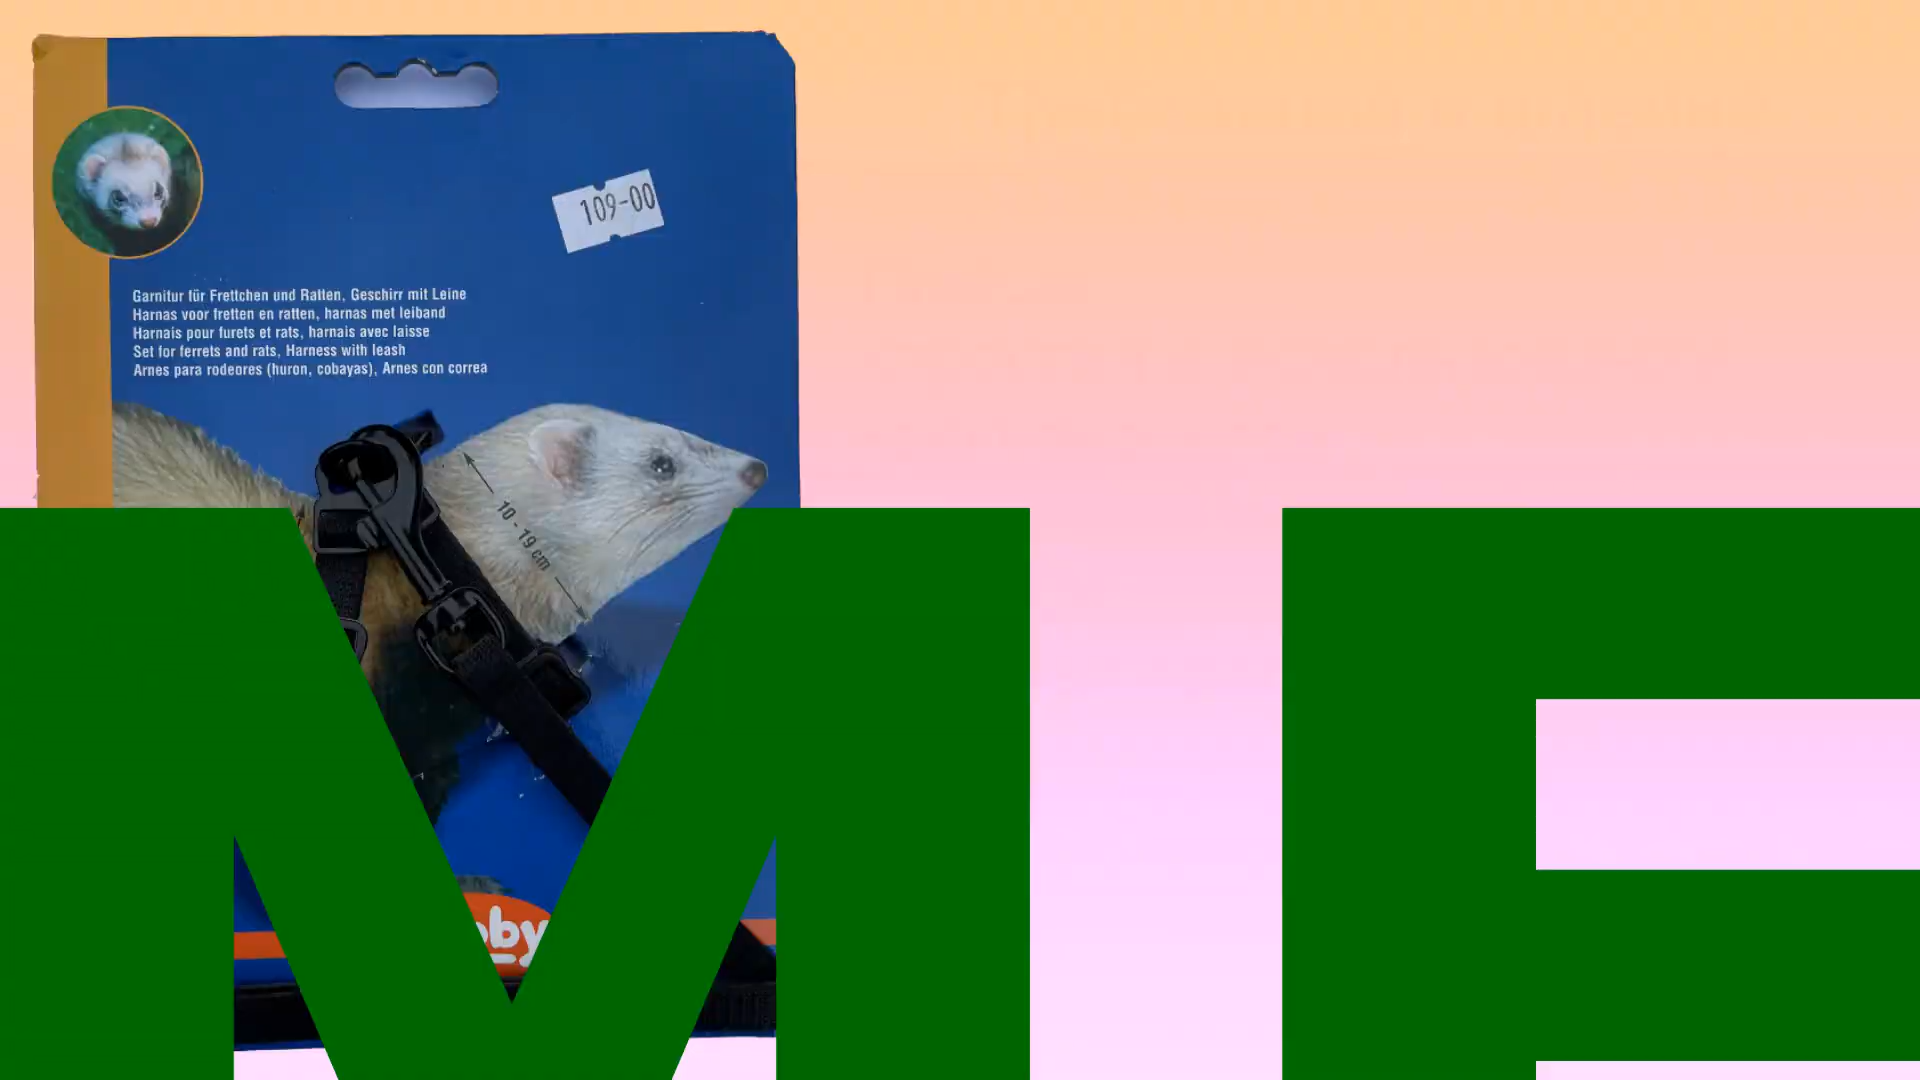 109-00
Garnitur für Frettchen und Ratten, Geschirr mit Leine
Harnas voor fretten en ratten, harnas met leiband
Harnais pour furets et rats, harnais avec laisse
Set for ferrets and rats, Harness with leash
Arnes para rodeores (huron, cobayas), Arnes con correa
10 - 19 cm
ME